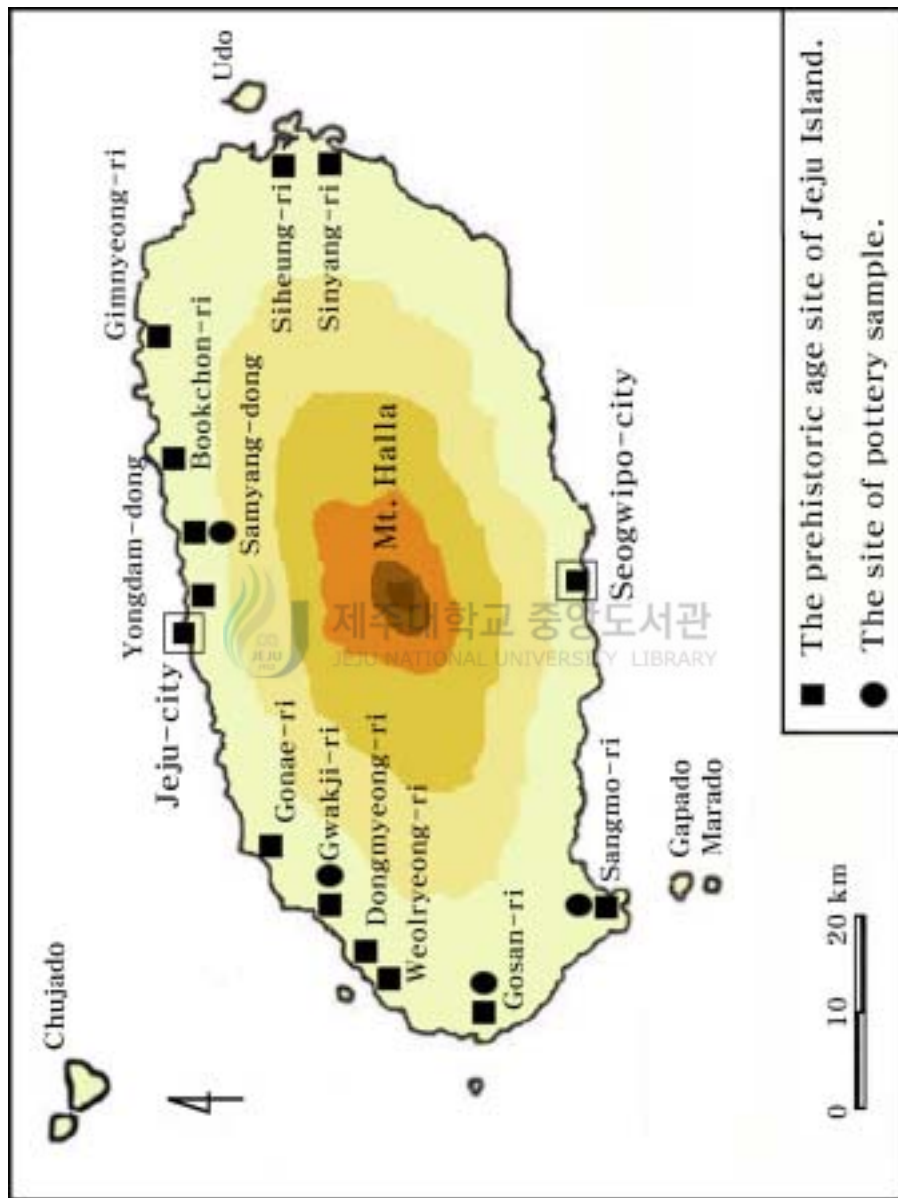 Chujado
Udo
Gimnyeong-ri
Bookchon-ri
Yongdam-dong
Samyang-dong
Jeju-city
Siheung-ri
Sinyang-ri
Gonae-ri
Gwakji-ri
Mt. Halla
Dongmyeong-ri
Weolryeong-ri
Gosan-ri
Seogwipo-city
Sangmo-ri
Gapado
Marado
0 10 20 km
The prehistoric age site of Jeju Island.
The site of pottery sample.
JEJU
제주대학교 중앙도서관
JEJU NATIONAL UNIVERSITY LIBRARY